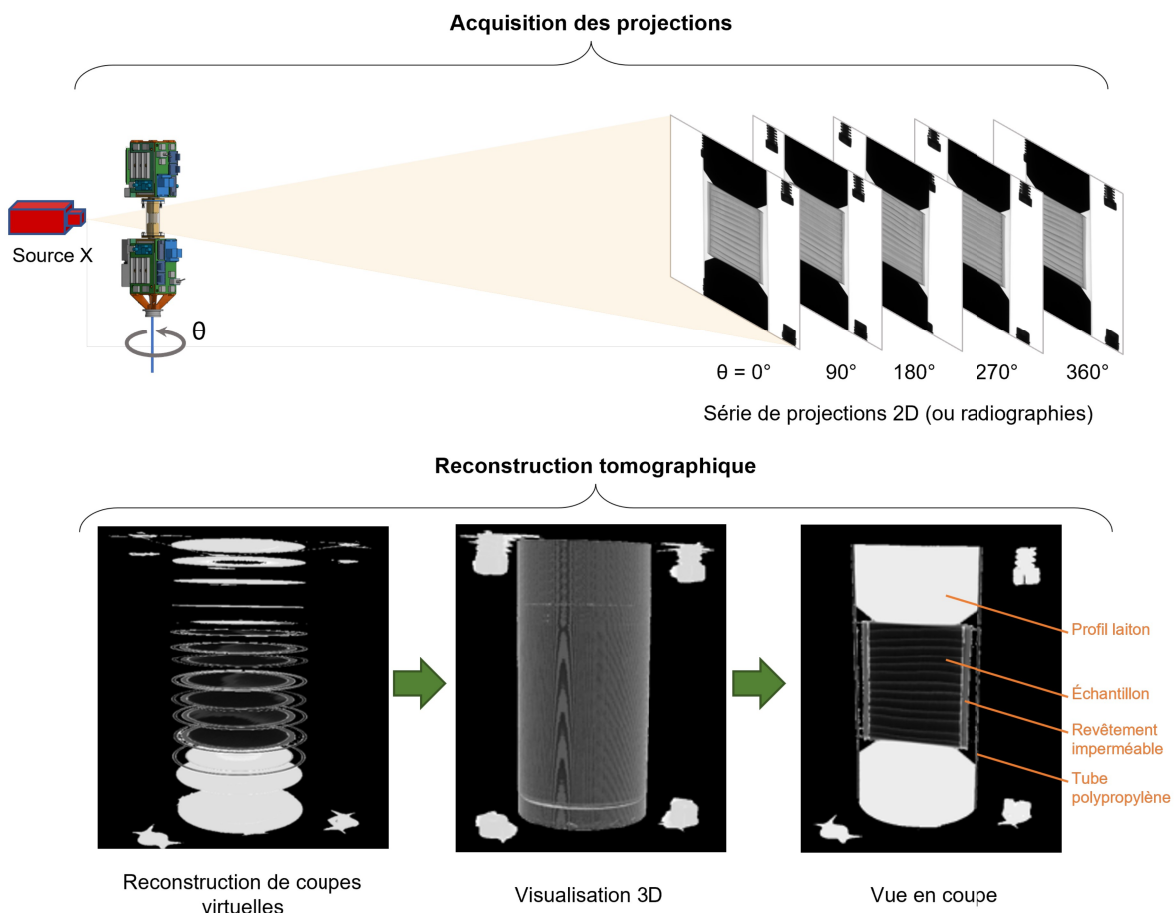 Acquisition des projections
Source X
θ
θ = 0°
90°
180°
270°
360°
Série de projections 2D (ou radiographies)
Reconstruction tomographique
Profil laiton
Échantillon
Revêtement
imperméable
Tube
polypropylène
Reconstruction de coupes
virtuelles
Visualisation 3D
Vue en coupe